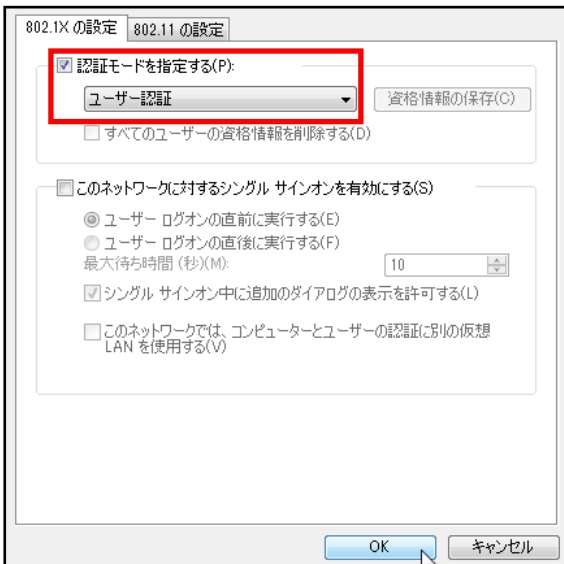 802.1X の設定 802.11 の設定
認証モードを指定する(P):
ユーザー認証 資格情報の保存(C)
すべてのユーザーの資格情報を削除する(D)
このネットワークに対するシングル サインオンを有効にする(S)
ユーザー ログオンの直前に実行する(E)
ユーザー ログオンの直後に実行する(F)
最大待ち時間 (秒)(M): 10
シングル サインオン中に追加のダイアログの表示を許可する(L)
このネットワークでは、コンピューターとユーザーの認証に別の仮想
LAN を使用する(V)
OK キャンセル